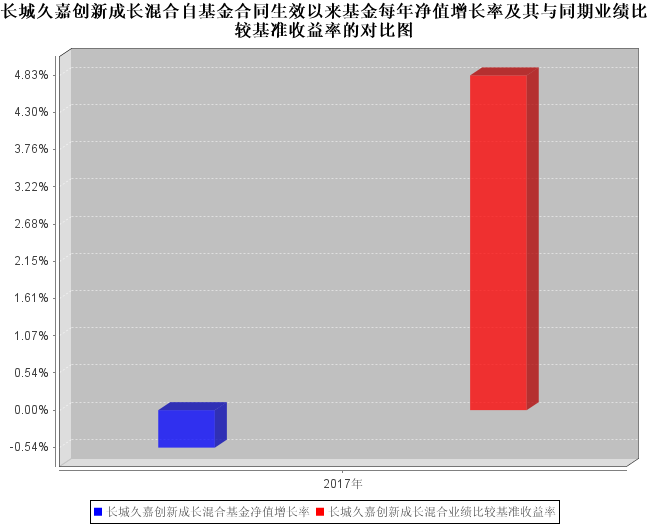 长城久嘉创新成长混合自基金合同生效以来基金每年净值增长率及其与同期业绩比
较基准收益率的对比图
4.83%
4.30%
3.76%
3.22%
2.68%
2.15%
1.61%
1.07%
0.54%
0.00%
-0.54%
2017年
长城久嘉创新成长混合基金净值增长率 长城久嘉创新成长混合业绩比较基准收益率